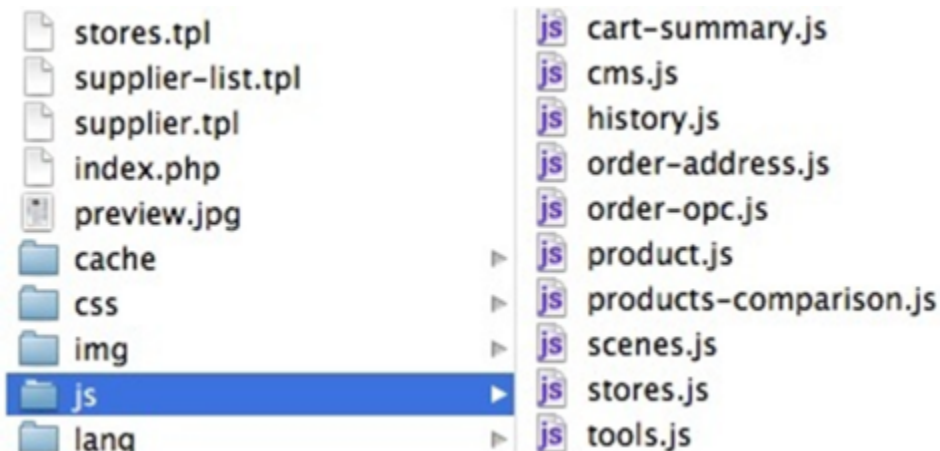 stores.tpl
supplier-list.tpl
supplier.tpl
index.php
preview.jpg
cache
css
img
js
lang
js cart-summary.js
js cms.js
js history.js
js order-address.js
js order-opc.js
js product.js
js products-comparison.js
js scenes.js
js stores.js
js tools.js